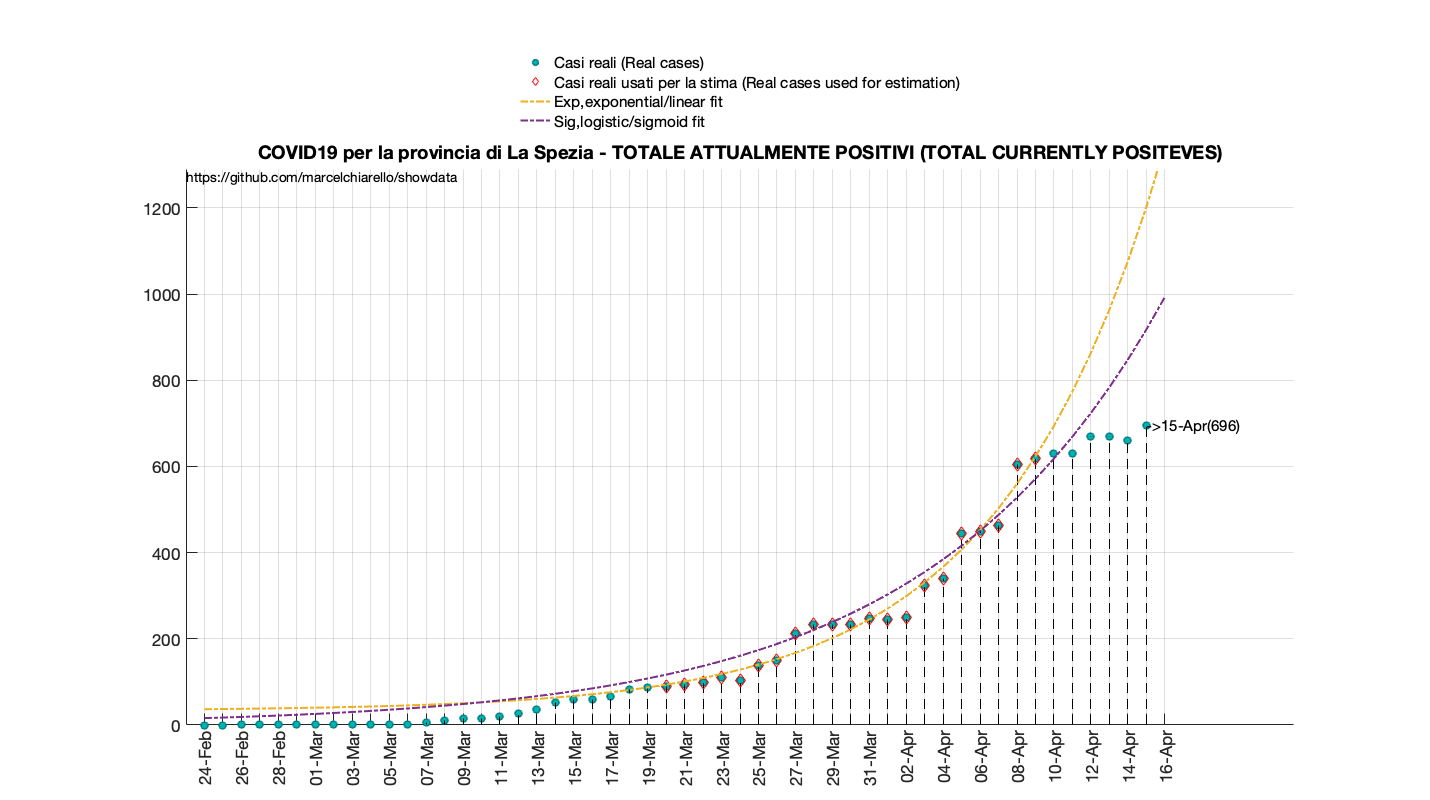 Casi reali (Real cases)
Casi reali usati per la stima (Real cases used for estimation)
Exp,exponential/linear fit
Sig,logistic/sigmoid fit
COVID19 per la provincia di La Spezia - TOTALE ATTUALMENTE POSITIVI (TOTAL CURRENTLY POSITEVES)
https://github.com/marcelchiarello/showdata
1200
1000
800
600
400
200
0
>15-Apr(696)
24-Feb
26-Feb
28-Feb
01-Mar
03-Mar
05-Mar
07-Mar
09-Mar
11-Mar
13-Mar
15-Mar
17-Mar
19-Mar
21-Mar
23-Mar
25-Mar
27-Mar
29-Mar
31-Mar
02-Apr
04-Apr
06-Apr
08-Apr
10-Apr
12-Apr
14-Apr
16-Apr